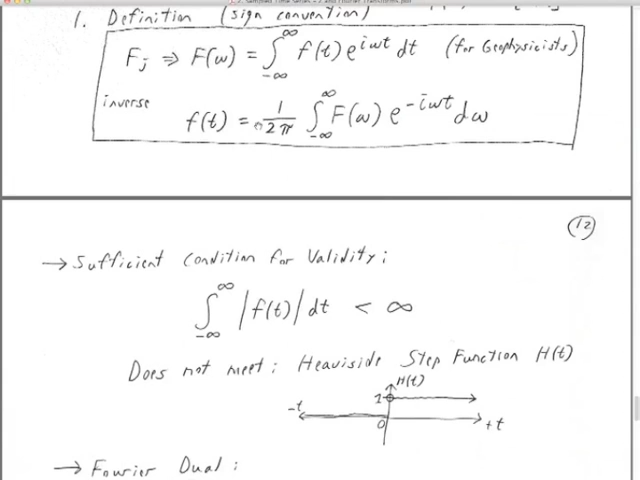 1. Definition (sign convention)
F_j ⇒ F(ω) = ∫_{-∞}^{∞} f(t) e^{iωt} dt (for Geophysicists)
inverse
f(t) = 1/2π ∫_{-∞}^{∞} F(ω) e^{-iωt} dω
12
→ Sufficient Condition for Validity:
∫_{-∞}^{∞} |f(t)| dt < ∞
Does not meet: Heaviside Step Function H(t)
H(t)
1
-t
0
+t
→ Fourier Dual: